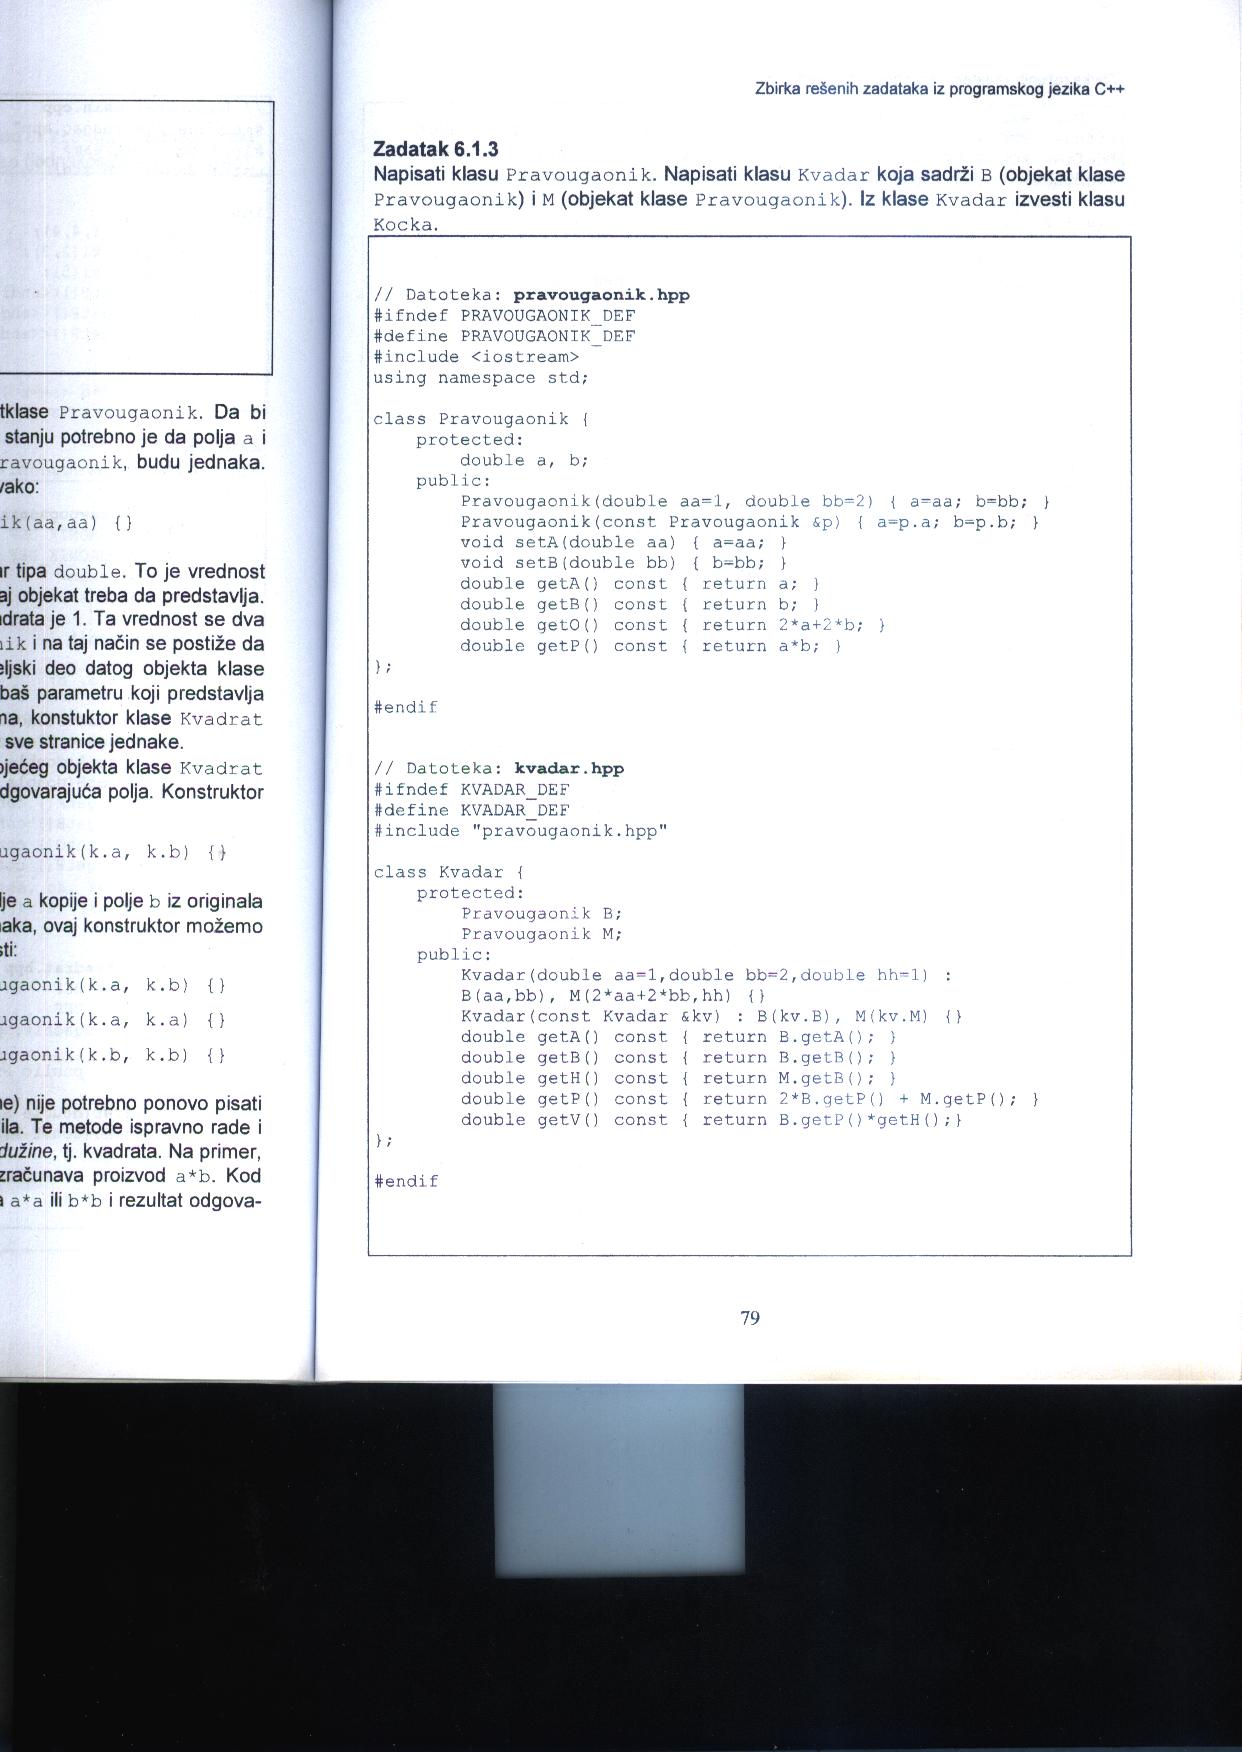 tklase Pravougaonik. Da bi
stanju potrebno je da polja a i
ravougaonik, budu jednaka.
vako:
ik(aa,aa) {}
tipa double. To je vrednost
aj objekat treba da predstavlja.
drata je 1. Ta vrednost se dva
nik i na taj način se postiže da
eljski deo datog objekta klase
baš parametru koji predstavlja
na, konstuktor klase Kvadrat
sve stranice jednake.
ojećeg objekta klase Kvadrat
dgovarajuća polja. Konstruktor
ugaonik(k.a, k.b) {}
lje a kopije i polje b iz originala
naka, ovaj konstruktor možemo
sti:
ugaonik(k.a, k.b) {}
ugaonik(k.a, k.a) {}
ugaonik(k.b, k.b) {}
ne) nije potrebno ponovo pisati
ila. Te metode ispravno rade i
dužine, tj. kvadrata. Na primer,
zračunava proizvod a*b. Kod
a*a ili b*b i rezultat odgova-
Zbirka rešenih zadataka iz programskog jezika C++
Zadatak 6.1.3
Napisati klasu Pravougaonik. Napisati klasu Kvadar koja sadrži B (objekat klase
Pravougaonik) i M (objekat klase Pravougaonik). Iz klase Kvadar izvesti klasu
Kocka.
// Datoteka: pravougaonik.hpp
#ifndef PRAVOUGAONIK_DEF
#define PRAVOUGAONIK_DEF
#include <iostream>
using namespace std;
class Pravougaonik {
protected:
double a, b;
public:
Pravougaonik(double aa=1, double bb=2) { a=aa; b=bb; }
Pravougaonik(const Pravougaonik &p) { a=p.a; b=p.b; }
void setA(double aa) { a=aa; }
void setB(double bb) { b=bb; }
double getA() const { return a; }
double getB() const { return b; }
double getO() const { return 2*a+2*b; }
double getP() const { return a*b; }
};
#endif
// Datoteka: kvadar.hpp
#ifndef KVADAR_DEF
#define KVADAR_DEF
#include "pravougaonik.hpp"
class Kvadar {
protected:
Pravougaonik B;
Pravougaonik M;
public:
Kvadar(double aa=1,double bb=2,double hh=1) :
B(aa,bb), M(2*aa+2*bb,hh) {}
Kvadar(const Kvadar &kv) : B(kv.B), M(kv.M) {}
double getA() const { return B.getA(); }
double getB() const { return B.getB(); }
double getH() const { return M.getB(); }
double getP() const { return 2*B.getP() + M.getP(); }
double getV() const { return B.getP()*getH();}
};
#endif
79